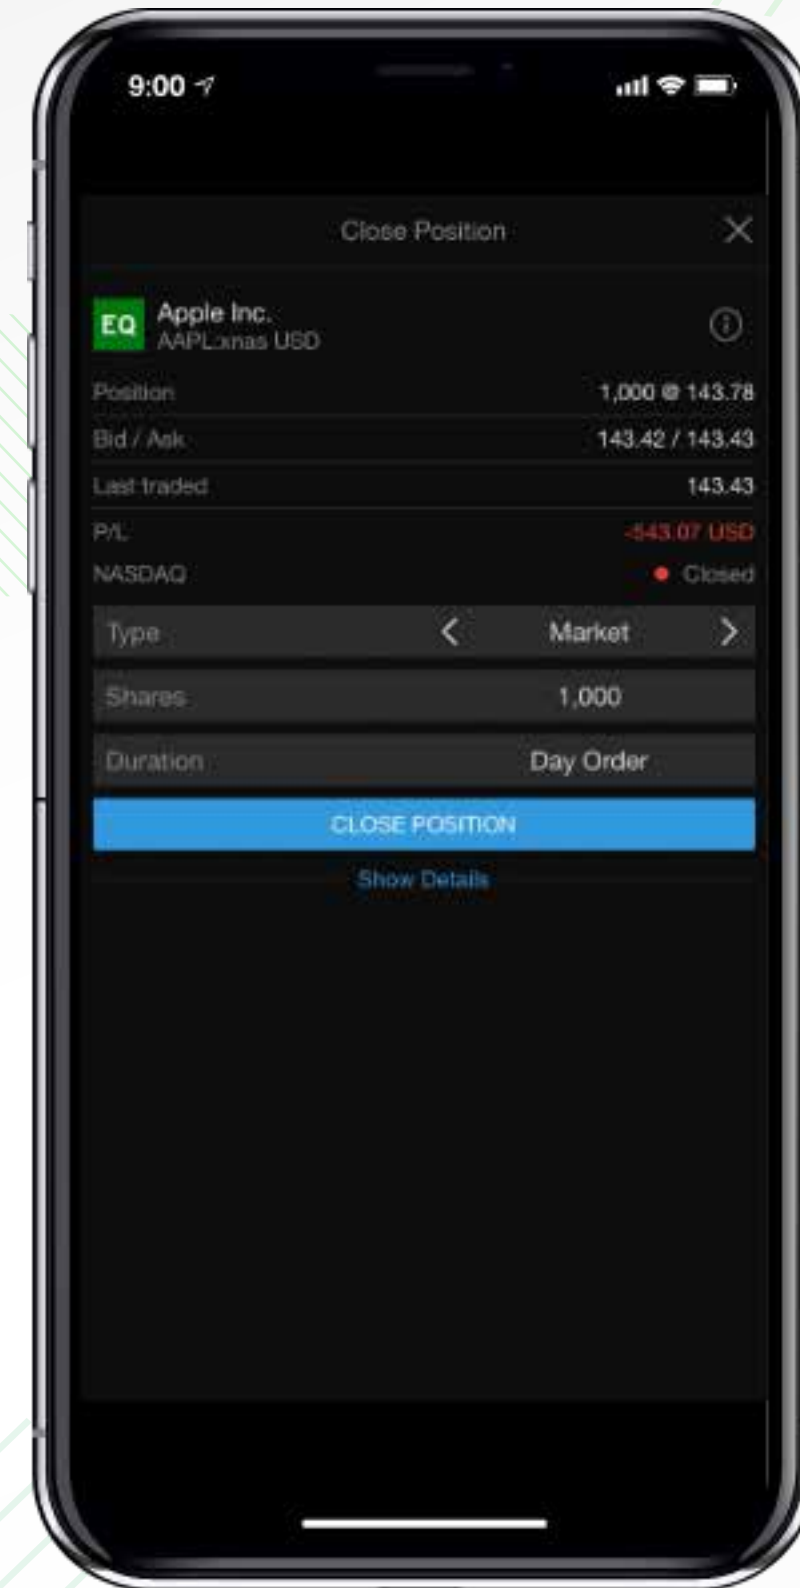 9:00
Close Position
EQ
Apple Inc.
AAPL:xnas USD
Position 1,000 @ 143.78
Bid / Ask 143.42 / 143.43
Last traded 143.43
P/L -543.07 USD
NASDAQ Closed
Type Market
Shares 1,000
Duration Day Order
CLOSE POSITION
Show Details